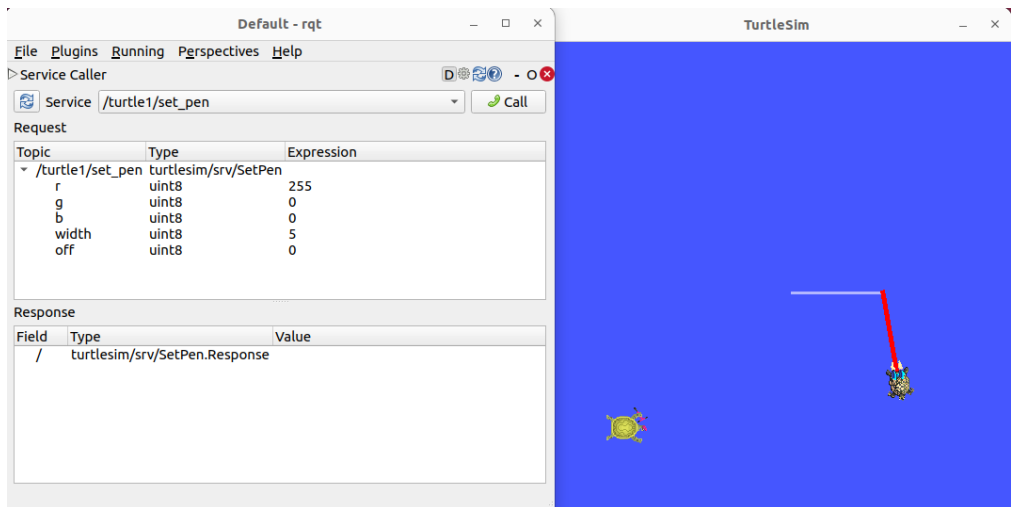 Default - rqt
TurtleSim
File Plugins Running Perspectives Help
Service Caller
D - O
Service /turtle1/set_pen Call
Request
Topic Type Expression
/turtle1/set_pen turtlesim/srv/SetPen
r uint8 255
g uint8 0
b uint8 0
width uint8 5
off uint8 0
Response
Field Type Value
/ turtlesim/srv/SetPen.Response